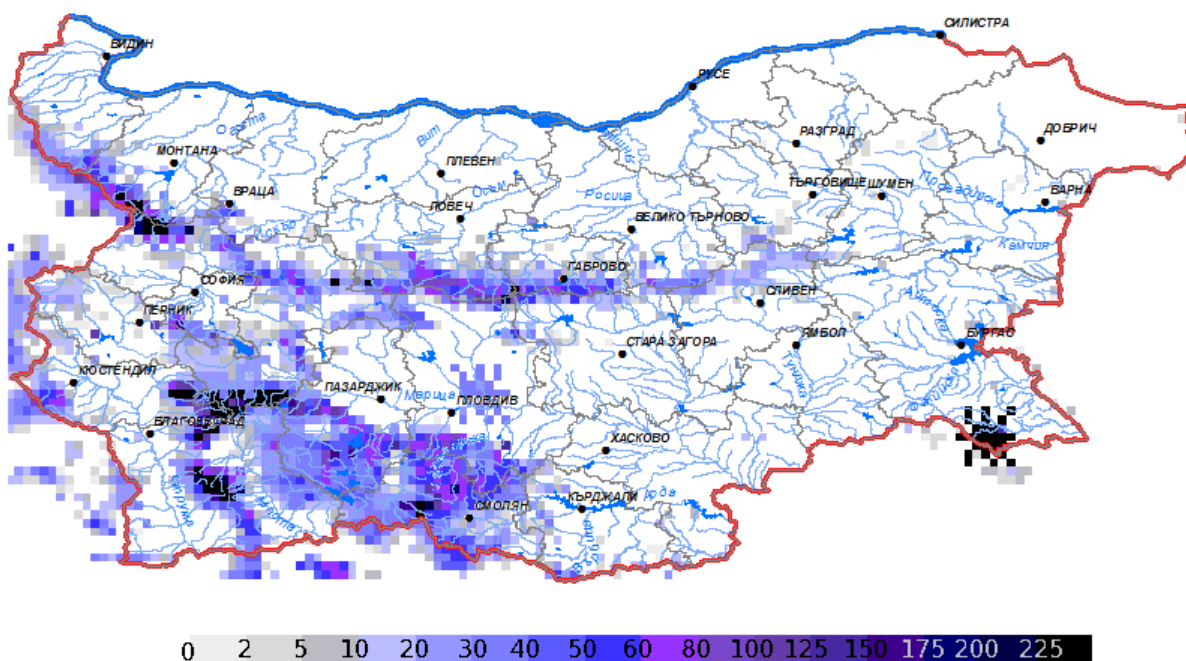 СИЛИСТРА
ВИДИН
РУСЕ
Огоста
Вит
РАЗГРАД
ДОБРИЧ
МОНТАНА
ПЛЕВЕН
ВРАЦА
Осъм
ТЪРГОВИЩЕ
ШУМЕН
Провадийска
ВАРНА
ЛОВЕЧ
Росица
ВЕЛИКО ТЪРНОВО
Искър
Камчия
СОФИЯ
ГАБРОВО
ПЕРНИК
СЛИВЕН
СТАРА ЗАГОРА
ЯМБОЛ
БУРГАС
КЮСТЕНДИЛ
ПАЗАРДЖИК
Марица
Тунджа
ПЛОВДИВ
БЛАГОЕВГРАД
ХАСКОВО
Струма
Места
СМОЛЯН
КЪРДЖАЛИ
0 2 5 10 20 30 40 50 60 80 100 125 150 175 200 225